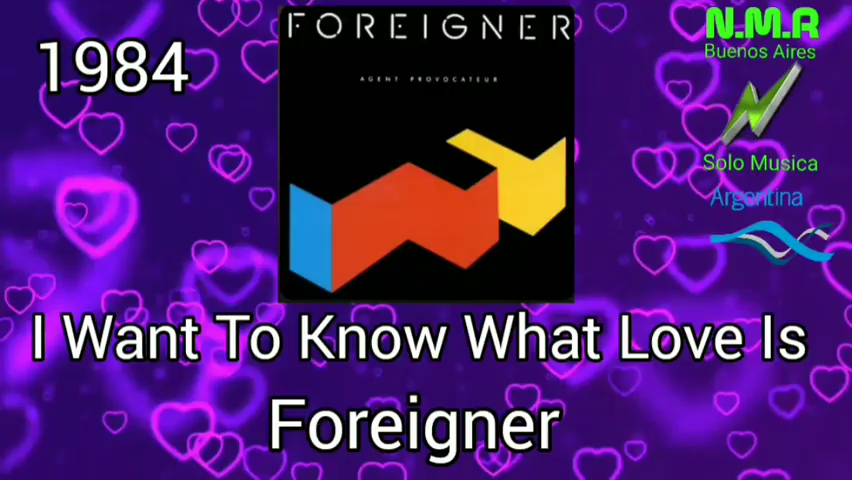 1984
FOREIGNER
AGENT PROVOCATEUR
N.M.R
Buenos Aires
Solo Musica
Argentina
I Want To Know What Love Is
Foreigner